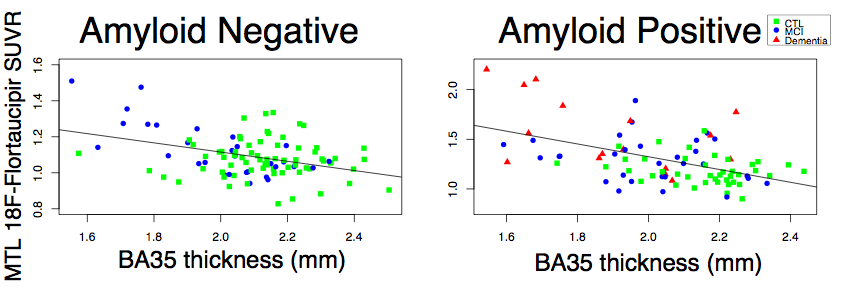 Amyloid Negative
Amyloid Positive
CTL
MCI
Dementia
MTL 18F-Flortaucipir SUVR
1.6
1.4
1.2
1.0
0.8
1.6
1.8
2.0
2.2
2.4
BA35 thickness (mm)
2.0
1.5
1.0
1.6
1.8
2.0
2.2
2.4
BA35 thickness (mm)